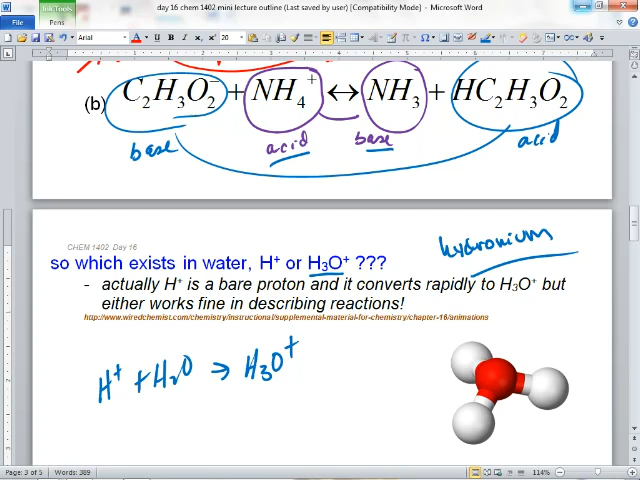 day 16 chem 1402 mini lecture outline (Last saved by user) [Compatibility Mode] - Microsoft Word
Ink Tools
File Pens
Arial 20
(b) C₂H₃O₂⁻ + NH₄⁺ ↔ NH₃ + HC₂H₃O₂
base acid base acid
CHEM 1402 Day 16
hydronium
so which exists in water, H⁺ or H₃O⁺ ???
- actually H⁺ is a bare proton and it converts rapidly to H₃O⁺ but
either works fine in describing reactions!
http://www.wiredchemist.com/chemistry/instructional/supplemental-material-for-chemistry/chapter-16/animations
H⁺ + H₂O → H₃O⁺
Page: 3 of 5 Words: 389 114%